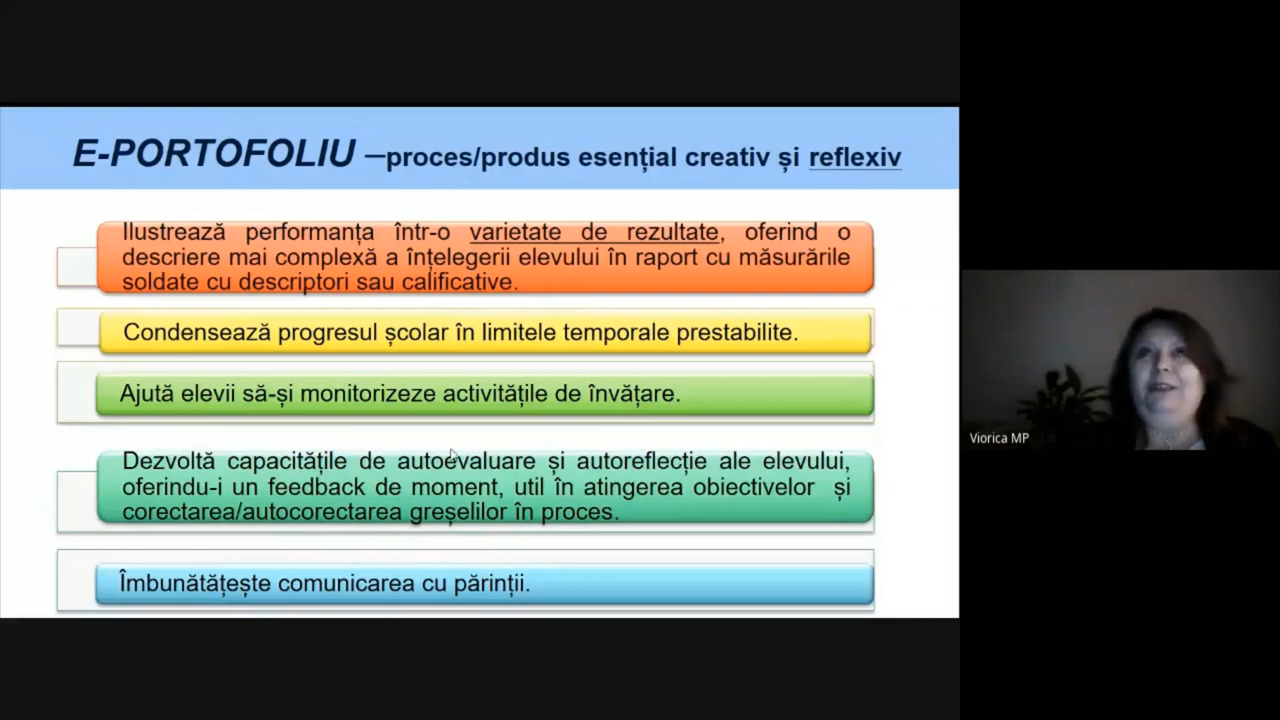 E-PORTOFOLIU –proces/produs esențial creativ și reflexiv
Ilustrează performanța într-o varietate de rezultate, oferind o
descriere mai complexă a înțelegerii elevului în raport cu măsurările
soldate cu descriptori sau calificative.
Condensează progresul școlar în limitele temporale prestabilite.
Ajută elevii să-și monitorizeze activitățile de învățare.
Dezvoltă capacitățile de autoevaluare și autoreflecție ale elevului,
oferindu-i un feedback de moment, util în atingerea obiectivelor și
corectarea/autocorectarea greșelilor în proces.
Îmbunătățește comunicarea cu părinții.
Viorica MP